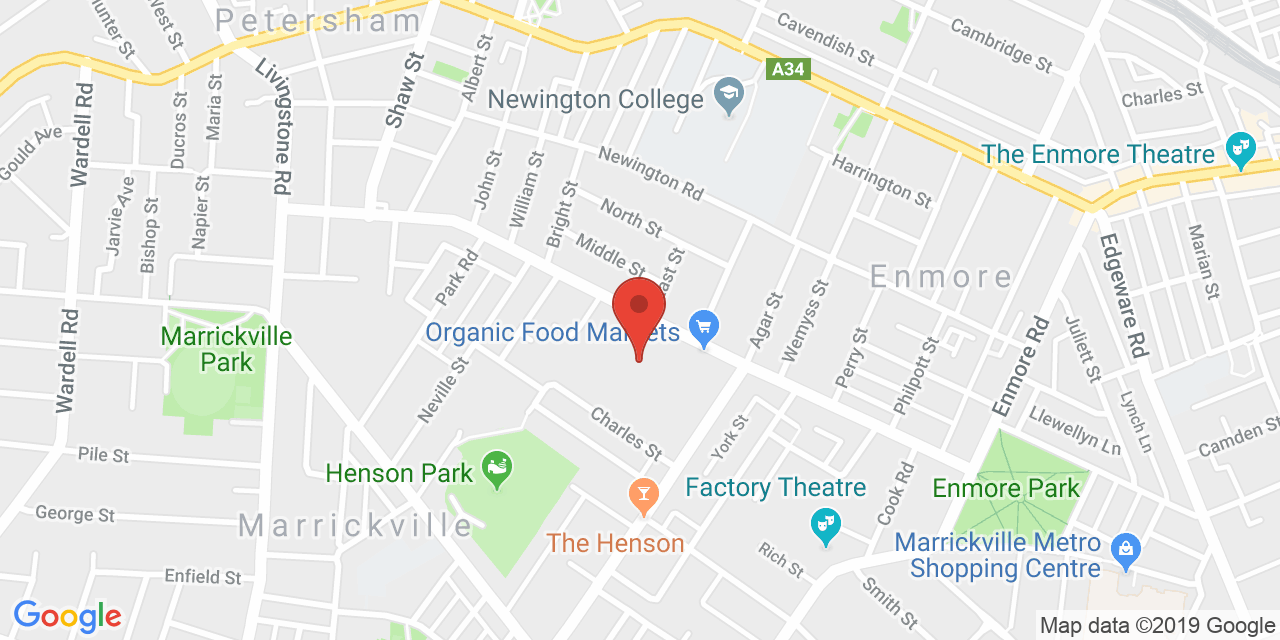 Petersham
Hunter St
West St
Albert St
Cavendish St
Cambridge St
A34
Livingstone Rd
Shaw St
Wardell Rd
Ducros St
Maria St
Newington College
Charles St
Gould Ave
The Enmore Theatre
John St
William St
Newington Rd
Harrington St
Jarvie Ave
Bishop St
Napier St
Bright St
North St
Middle St
Marian St
Edgeware Rd
Park Rd
Enmore
Agar St
Wemyss St
Wardell Rd
Marrickville
Park
Organic Food Markets
Perry St
Philpott St
Enmore Rd
Juliett St
Neville St
Lynch Ln
Llewellyn Ln
Charles St
York St
Camden St
Pile St
Henson Park
Factory Theatre
Cook Rd
Enmore Park
George St
Marrickville
The Henson
Rich St
Marrickville Metro
Shopping Centre
Enfield St
Smith St
Google
Map data ©2019 Google